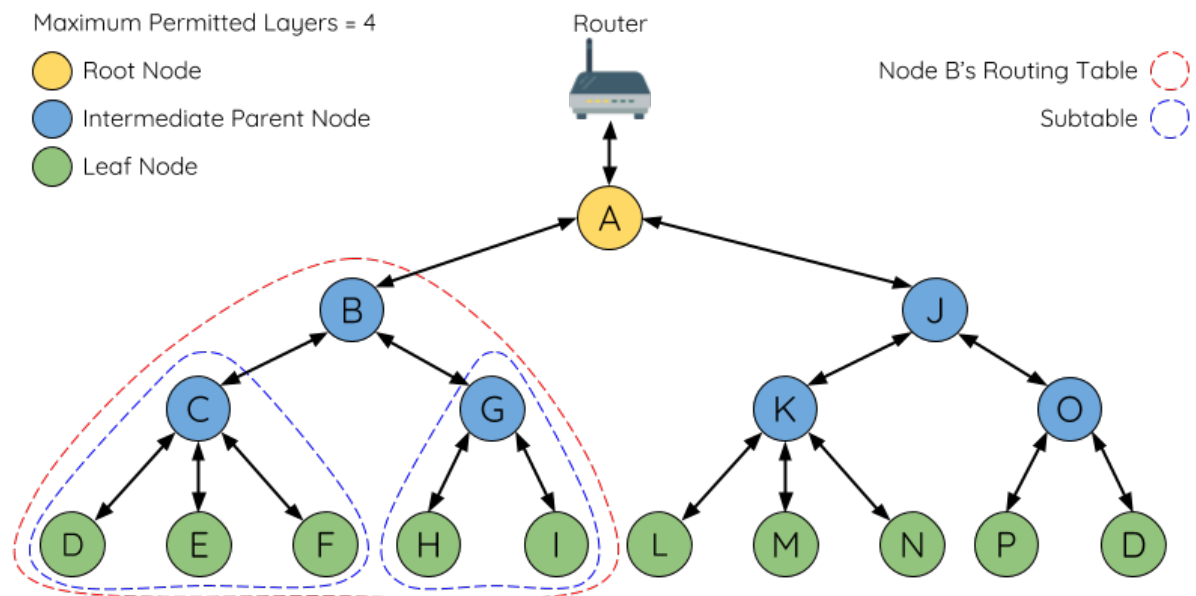 Maximum Permitted Layers = 4
Router
Root Node
Node B's Routing Table
Intermediate Parent Node
Subtable
Leaf Node
A
B
J
C
G
K
O
D
E
F
H
I
L
M
N
P
D